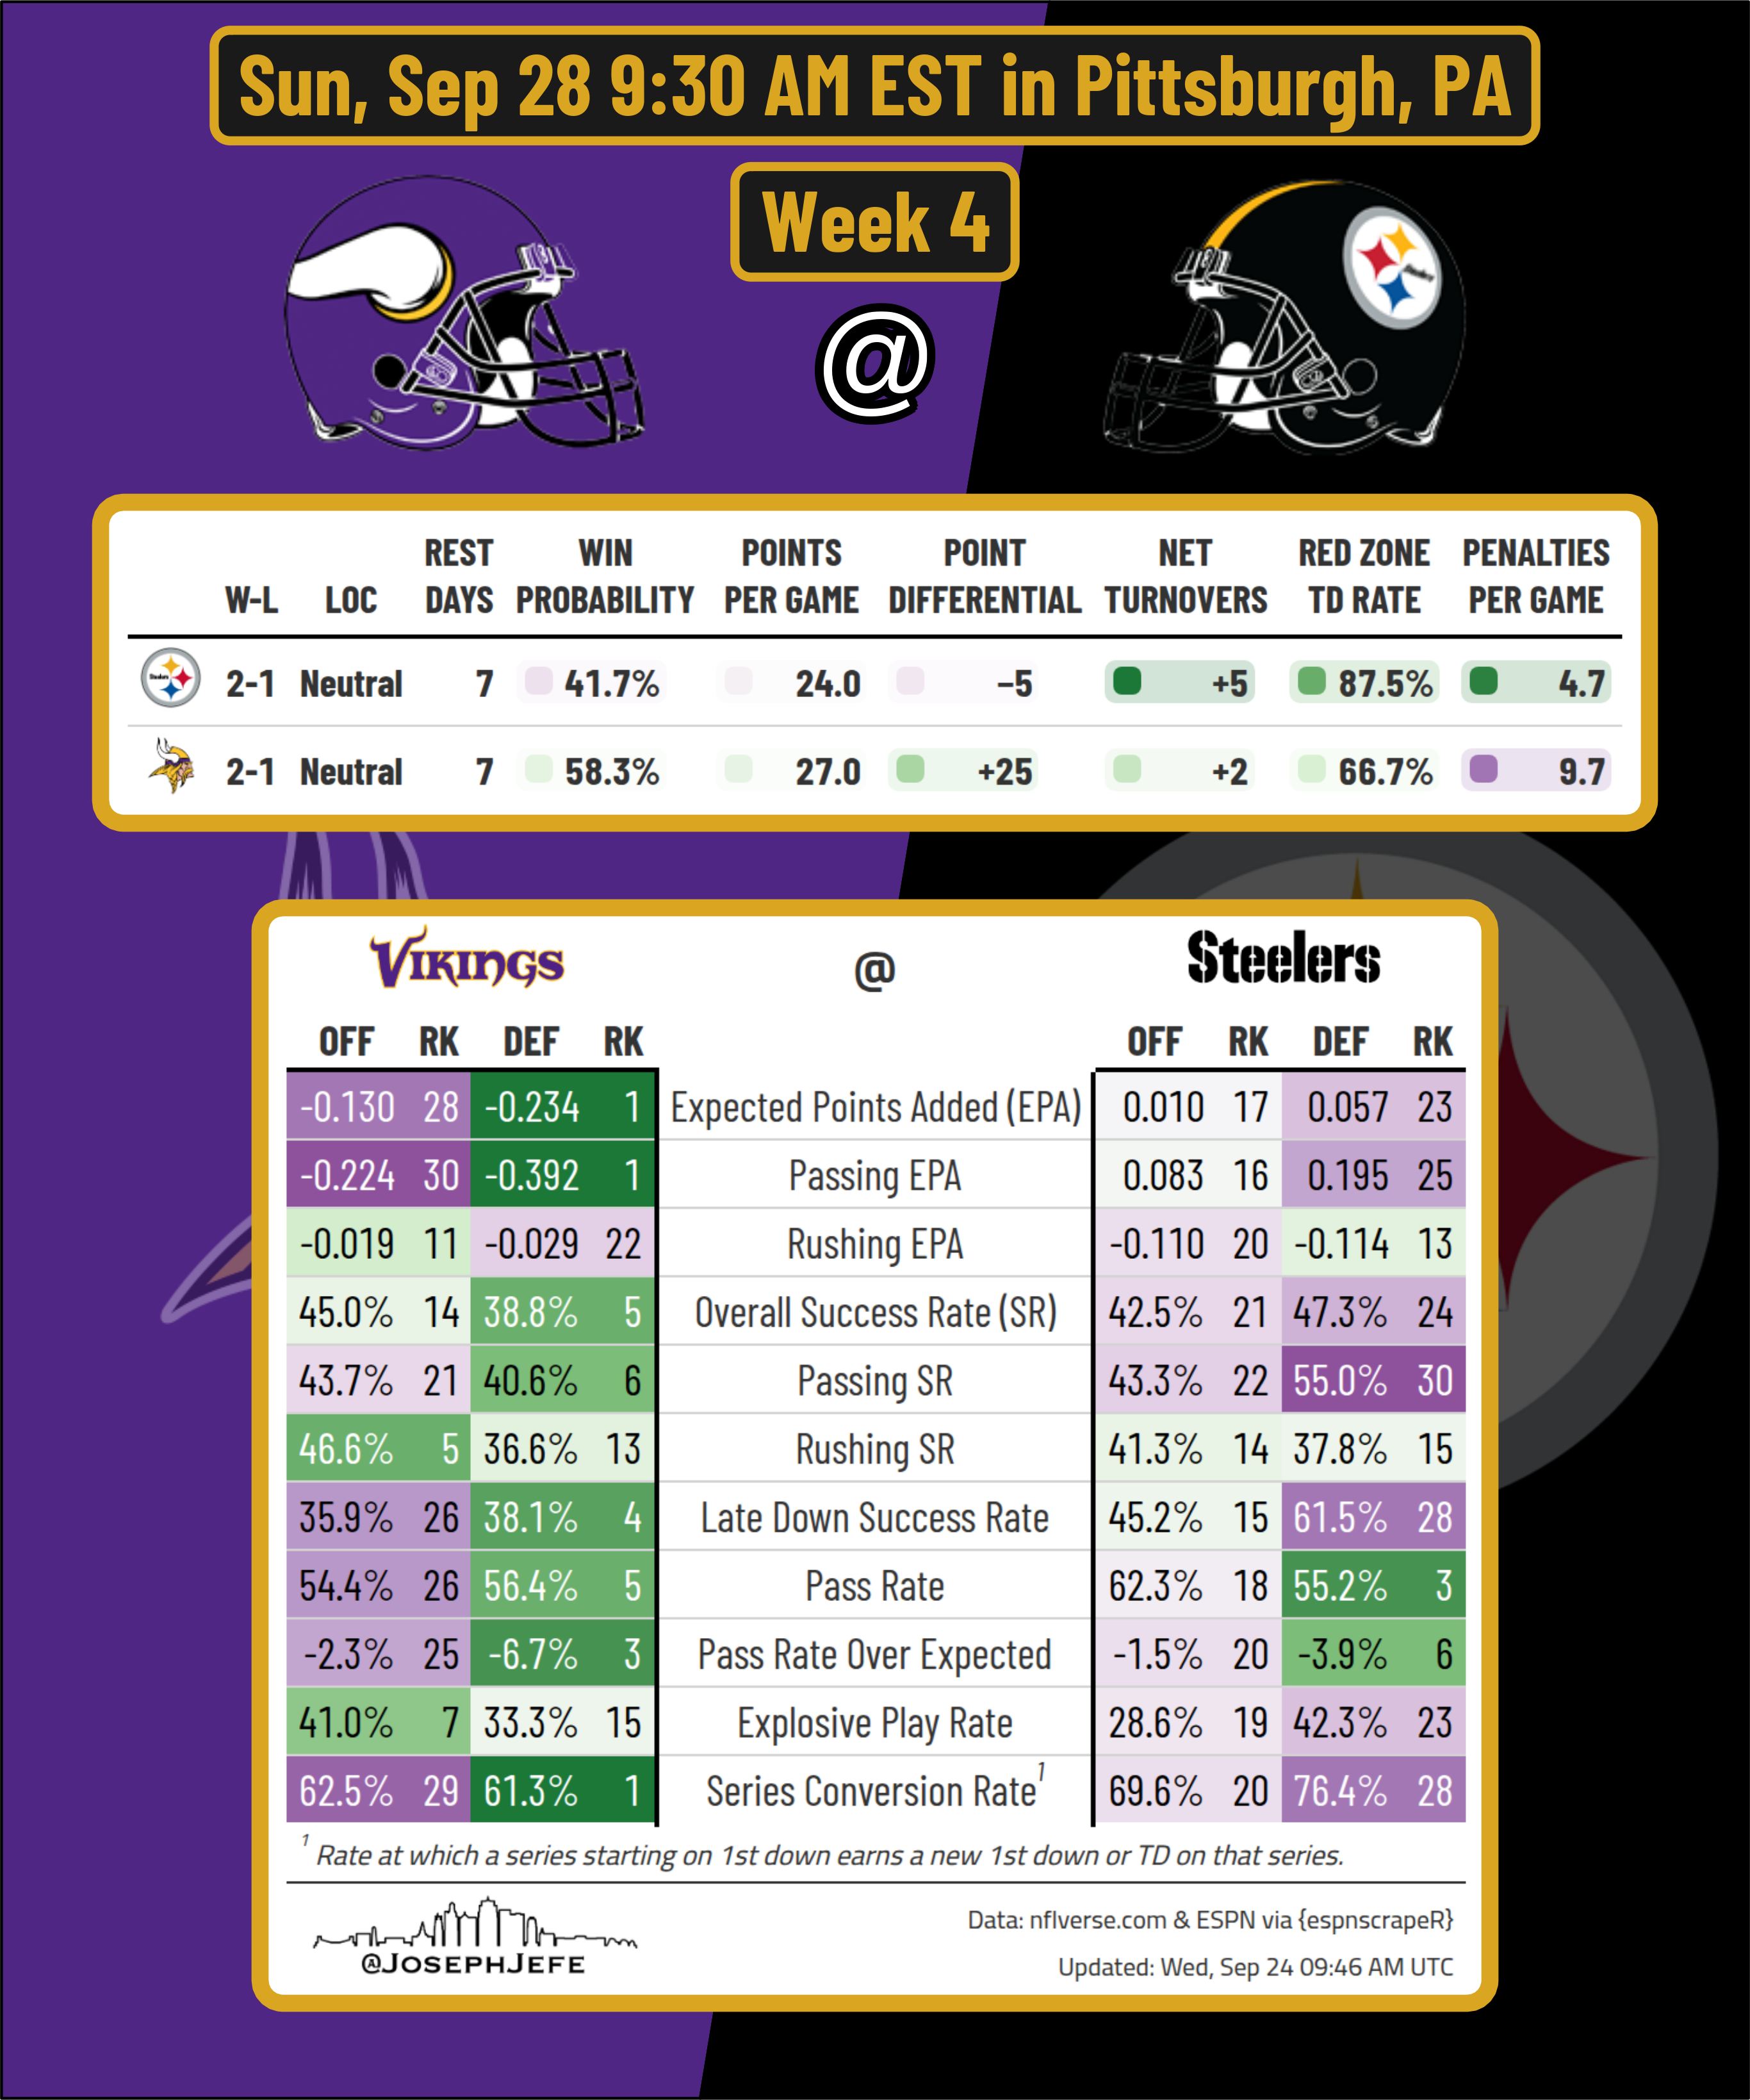 Sun, Sep 28 9:30 AM EST in Pittsburgh, PA
Week 4
@
REST WIN POINTS POINT NET RED ZONE PENALTIES
W-L LOC DAYS PROBABILITY PER GAME DIFFERENTIAL TURNOVERS TD RATE PER GAME
2-1 Neutral 7 41.7% 24.0 −5 +5 87.5% 4.7
2-1 Neutral 7 58.3% 27.0 +25 +2 66.7% 9.7
VIKINGS @ Steelers
OFF RK DEF RK OFF RK DEF RK
-0.130 28 -0.234 1 Expected Points Added (EPA) 0.010 17 0.057 23
-0.224 30 -0.392 1 Passing EPA 0.083 16 0.195 25
-0.019 11 -0.029 22 Rushing EPA -0.110 20 -0.114 13
45.0% 14 38.8% 5 Overall Success Rate (SR) 42.5% 21 47.3% 24
43.7% 21 40.6% 6 Passing SR 43.3% 22 55.0% 30
46.6% 5 36.6% 13 Rushing SR 41.3% 14 37.8% 15
35.9% 26 38.1% 4 Late Down Success Rate 45.2% 15 61.5% 28
54.4% 26 56.4% 5 Pass Rate 62.3% 18 55.2% 3
-2.3% 25 -6.7% 3 Pass Rate Over Expected -1.5% 20 -3.9% 6
41.0% 7 33.3% 15 Explosive Play Rate 28.6% 19 42.3% 23
62.5% 29 61.3% 1 Series Conversion Rate1 69.6% 20 76.4% 28
1 Rate at which a series starting on 1st down earns a new 1st down or TD on that series.
@JOSEPHJEFE
Data: nflverse.com & ESPN via {espnscrapeR}
Updated: Wed, Sep 24 09:46 AM UTC